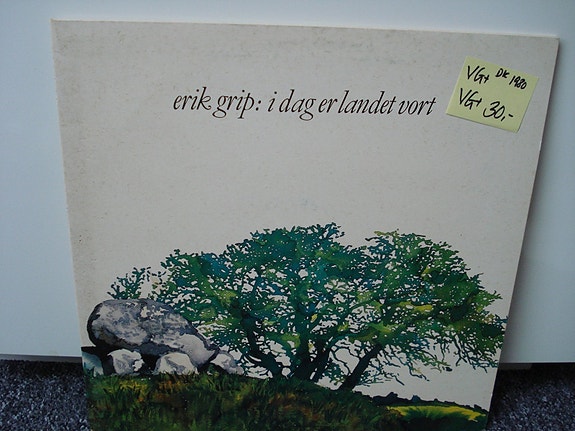 erik grip: i dag er landet vort
VG+ DK 1980
VG+ 30,-